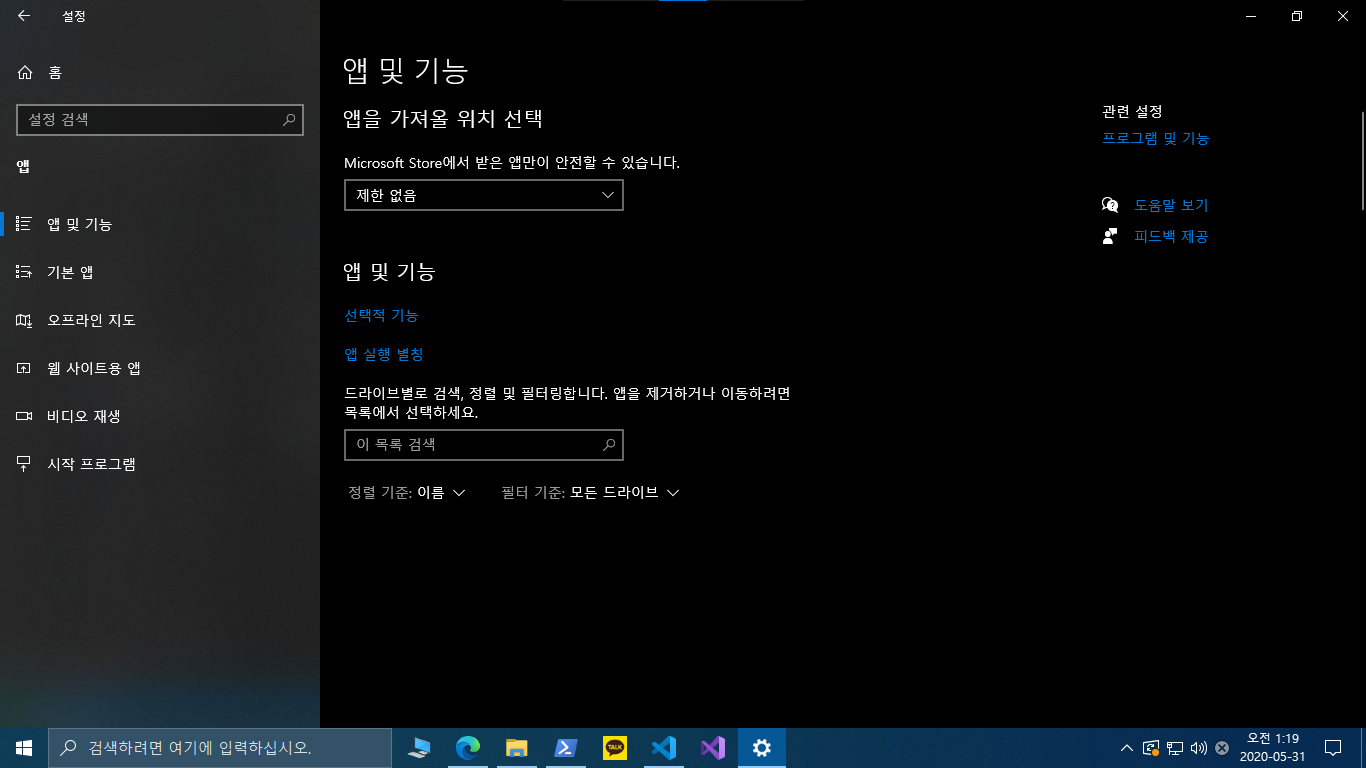 설정
홈
설정 검색
앱
앱 및 기능
기본 앱
오프라인 지도
웹 사이트용 앱
비디오 재생
시작 프로그램
앱 및 기능
앱을 가져올 위치 선택
Microsoft Store에서 받은 앱만이 안전할 수 있습니다.
제한 없음
앱 및 기능
선택적 기능
앱 실행 별칭
드라이브별로 검색, 정렬 및 필터링합니다. 앱을 제거하거나 이동하려면
목록에서 선택하세요.
이 목록 검색
정렬 기준: 이름 필터 기준: 모든 드라이브
관련 설정
프로그램 및 기능
도움말 보기
피드백 제공
검색하려면 여기에 입력하십시오.
TALK
오전 1:19
2020-05-31